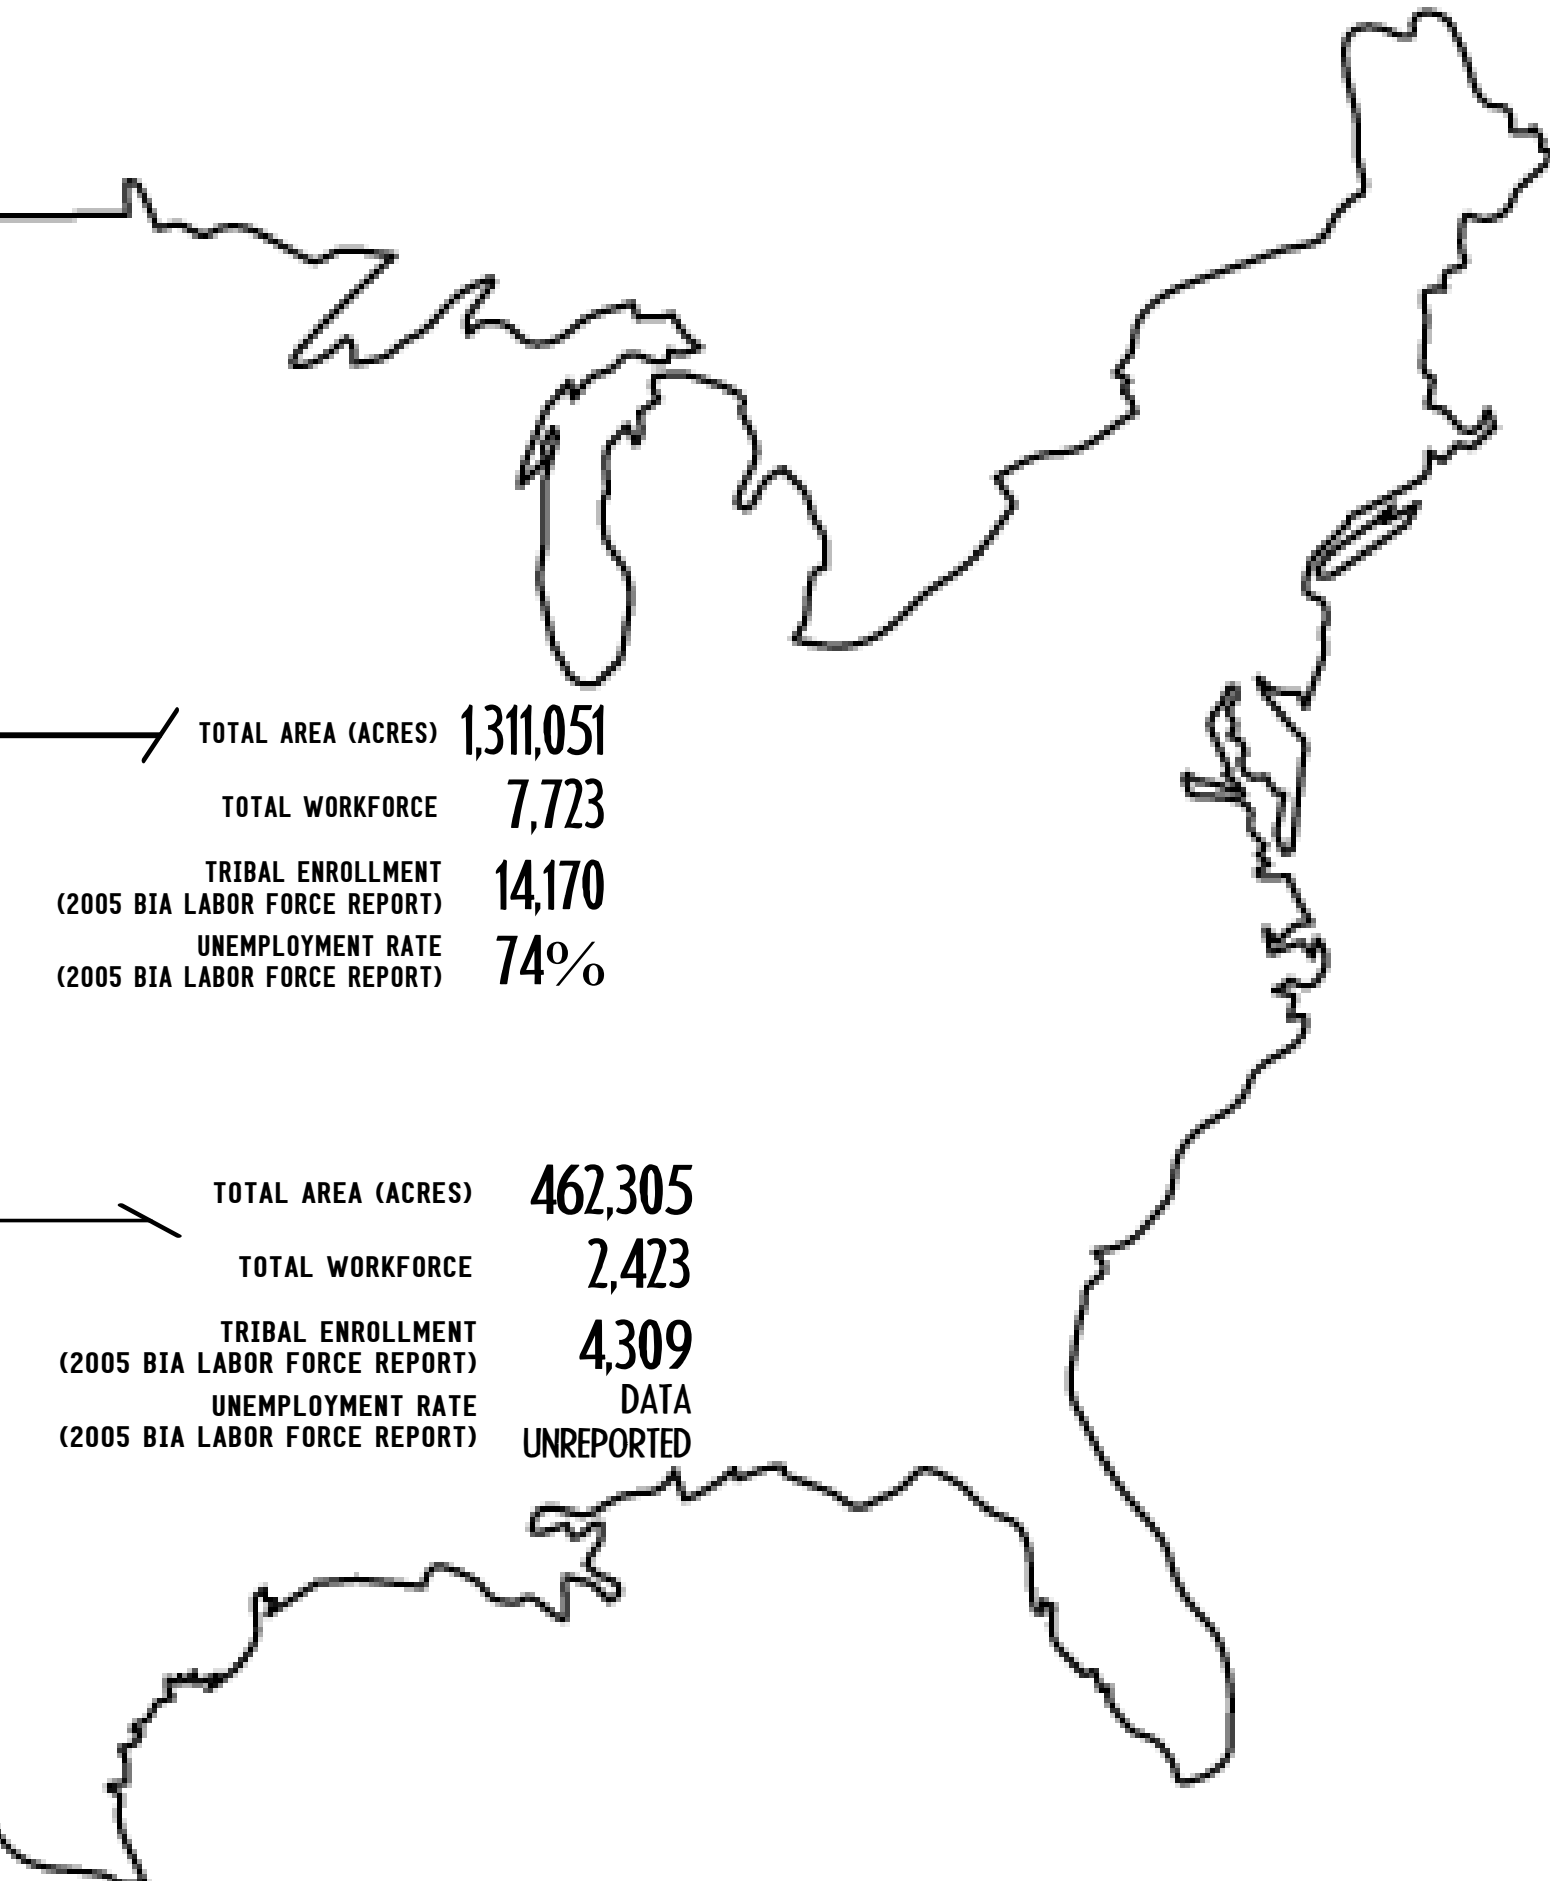 TOTAL AREA (ACRES) 1,311,051
TOTAL WORKFORCE 7,723
TRIBAL ENROLLMENT
(2005 BIA LABOR FORCE REPORT) 14,170
UNEMPLOYMENT RATE
(2005 BIA LABOR FORCE REPORT) 74%
TOTAL AREA (ACRES) 462,305
TOTAL WORKFORCE 2,423
TRIBAL ENROLLMENT
(2005 BIA LABOR FORCE REPORT) 4,309
UNEMPLOYMENT RATE DATA
(2005 BIA LABOR FORCE REPORT) UNREPORTED